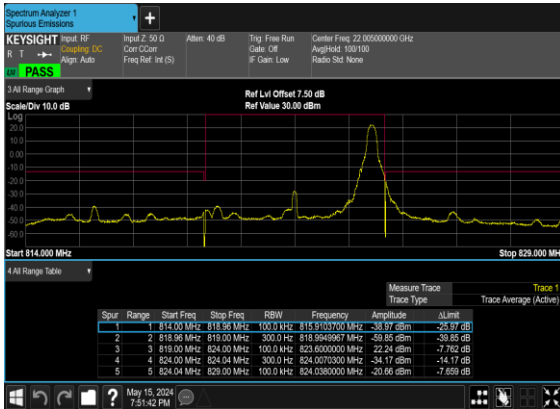 Spectrum Analyzer 1
Spurious Emissions
KEYSIGHT Input: RF Input Z: 50 Ω Atten: 40 dB Trig: Free Run Center Freq: 22.005000000 GHz
R T Coupling: DC Corr CCorr Gate: Off Avg|Hold: 100/100
Align: Auto Freq Ref: Int (S) IF Gain: Low Radio Std: None
PASS
3 All Range Graph
Ref Lvl Offset 7.50 dB
Scale/Div 10.0 dB Ref Value 30.00 dBm
Log
20.0
10.0
0.00
-10.0
-20.0
-30.0
-40.0
-50.0
-60.0
Start 814.000 MHz Stop 829.000 MH
4 All Range Table
Measure Trace Trace 1
Trace Type Trace Average (Active)
Spur Range Start Freq Stop Freq RBW Frequency Amplitude ΔLimit
1 1 814.00 MHz 818.96 MHz 100.0 kHz 815.9103700 MHz -38.97 dBm -25.97 dB
2 2 818.96 MHz 819.00 MHz 300.0 Hz 818.9949967 MHz -59.85 dBm -39.85 dB
3 3 819.00 MHz 824.00 MHz 100.0 kHz 823.6000000 MHz 22.24 dBm -7.762 dB
4 4 824.00 MHz 824.04 MHz 300.0 Hz 824.0070300 MHz -34.17 dBm -14.17 dB
5 5 824.04 MHz 829.00 MHz 100.0 kHz 824.0380000 MHz -20.66 dBm -7.659 dB
May 15, 2024
7:51:42 PM